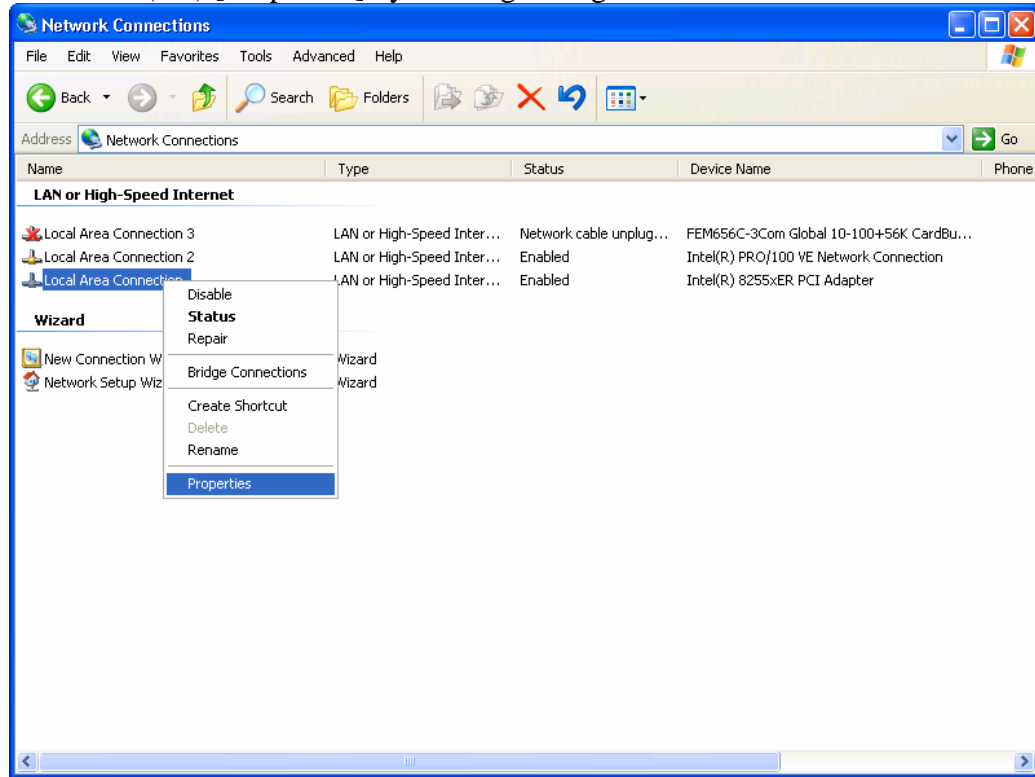 Network Connections
File Edit View Favorites Tools Advanced Help
Back Search Folders
Address Network Connections Go
Name Type Status Device Name Phone
LAN or High-Speed Internet
Local Area Connection 3 LAN or High-Speed Inter... Network cable unplug... FEM656C-3Com Global 10-100+56K CardBu...
Local Area Connection 2 LAN or High-Speed Inter... Enabled Intel(R) PRO/100 VE Network Connection
Local Area Connection LAN or High-Speed Inter... Enabled Intel(R) 8255xER PCI Adapter
Disable
Wizard
Status
Repair
New Connection W Wizard
Bridge Connections
Network Setup Wiz Wizard
Create Shortcut
Delete
Rename
Properties